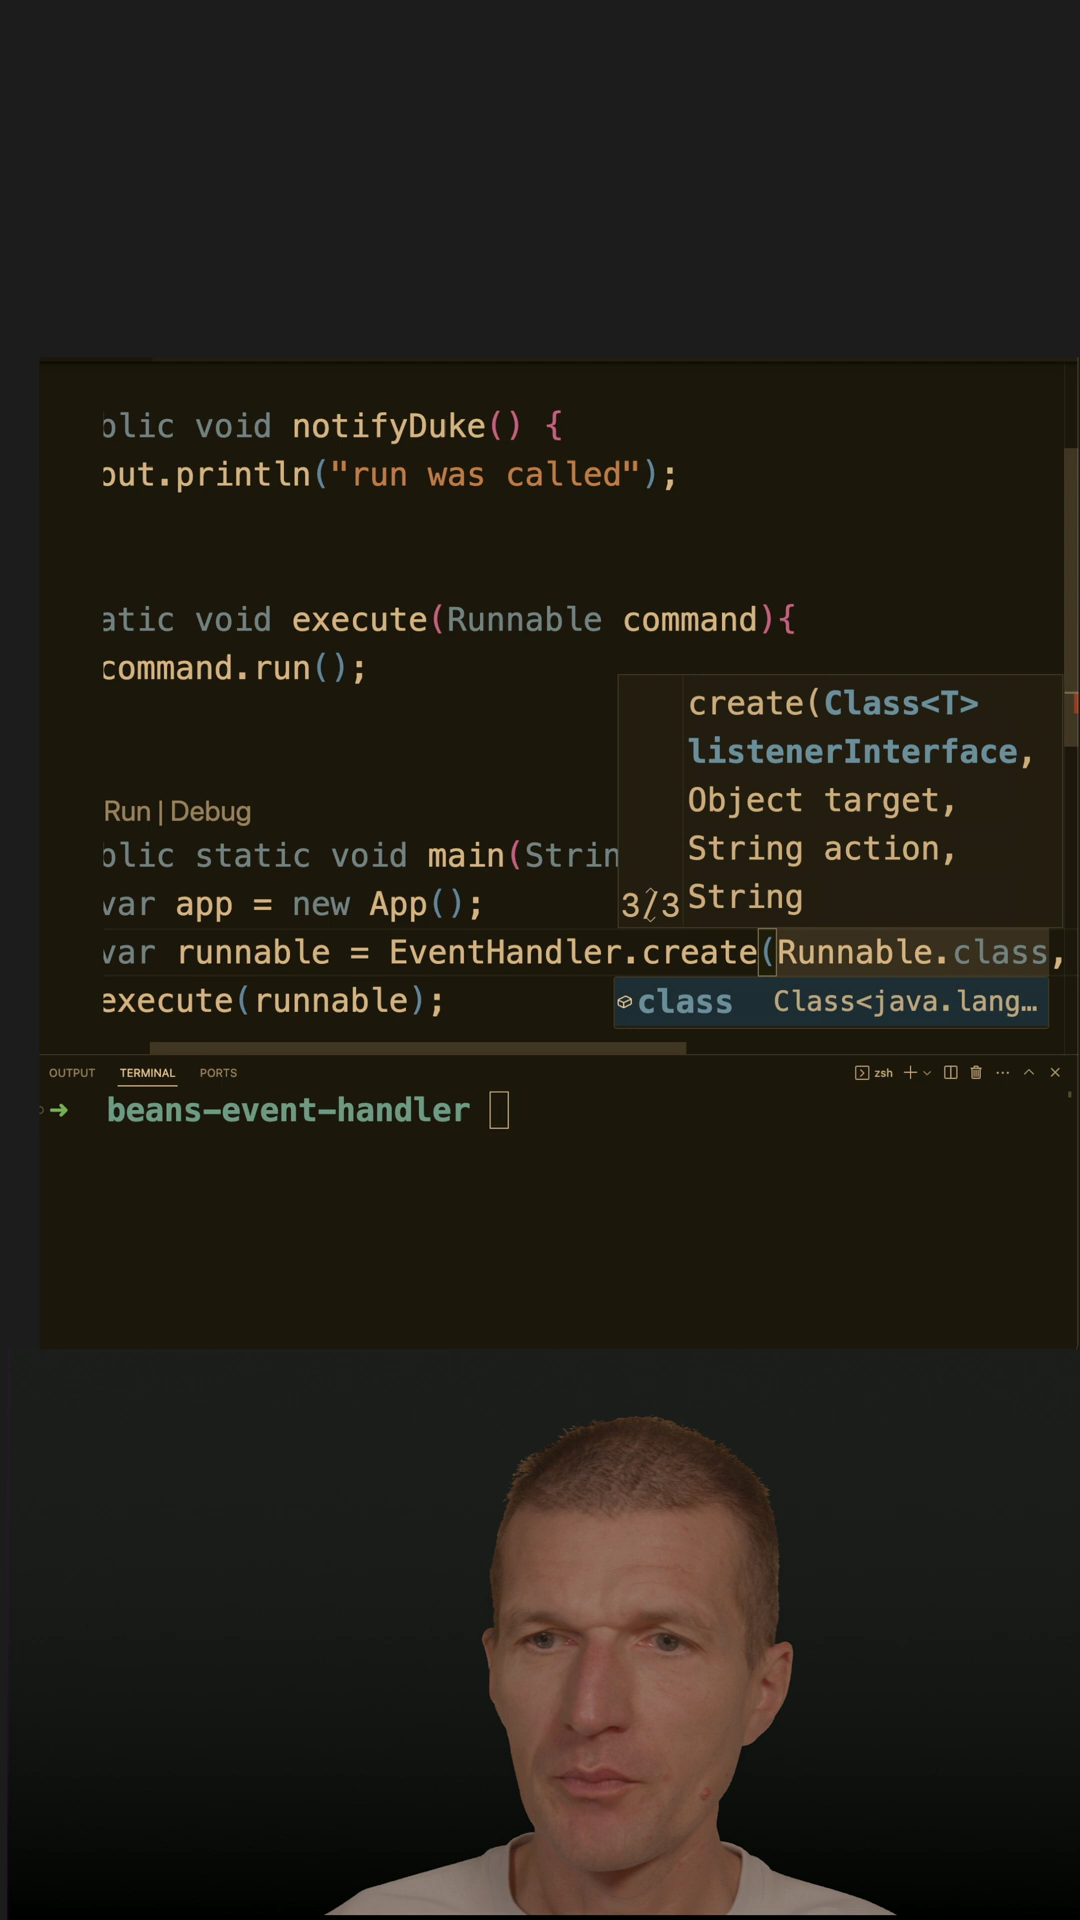 blic void notifyDuke() {
out.println("run was called");
atic void execute(Runnable command){
command.run();
create(Class<T>
listenerInterface,
Object target,
String action,
String
3/3
Run | Debug
blic static void main(Strin
var app = new App();
var runnable = EventHandler.create(Runnable.class,
execute(runnable);
class Class<java.lang…
OUTPUT TERMINAL PORTS zsh
beans-event-handler